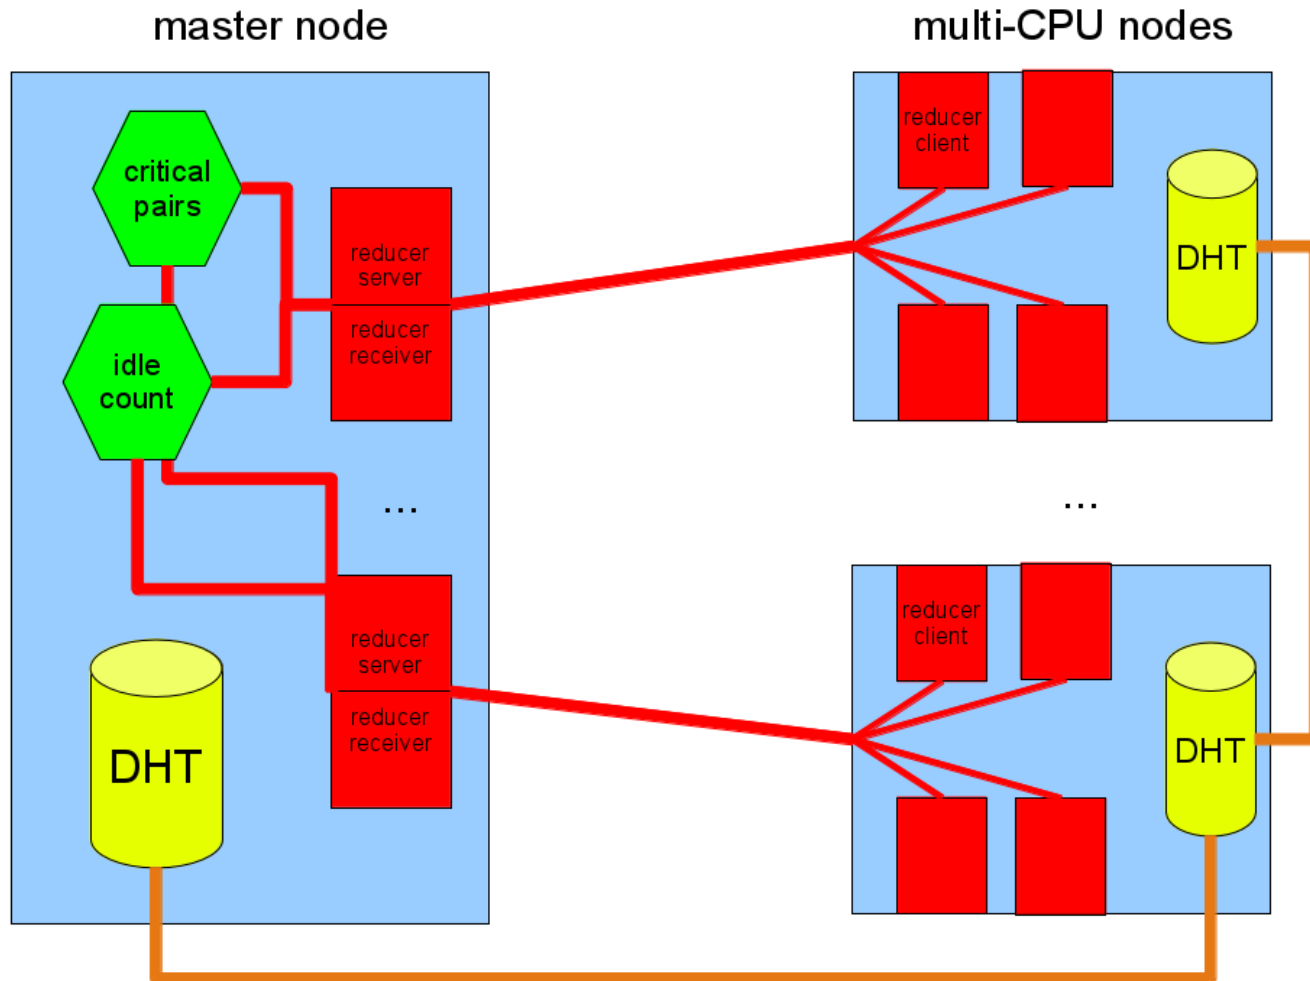 master node
multi-CPU nodes
critical
pairs
reducer
server
reducer
receiver
idle
count
...
reducer
server
reducer
receiver
DHT
reducer
client
DHT
...
reducer
client
DHT